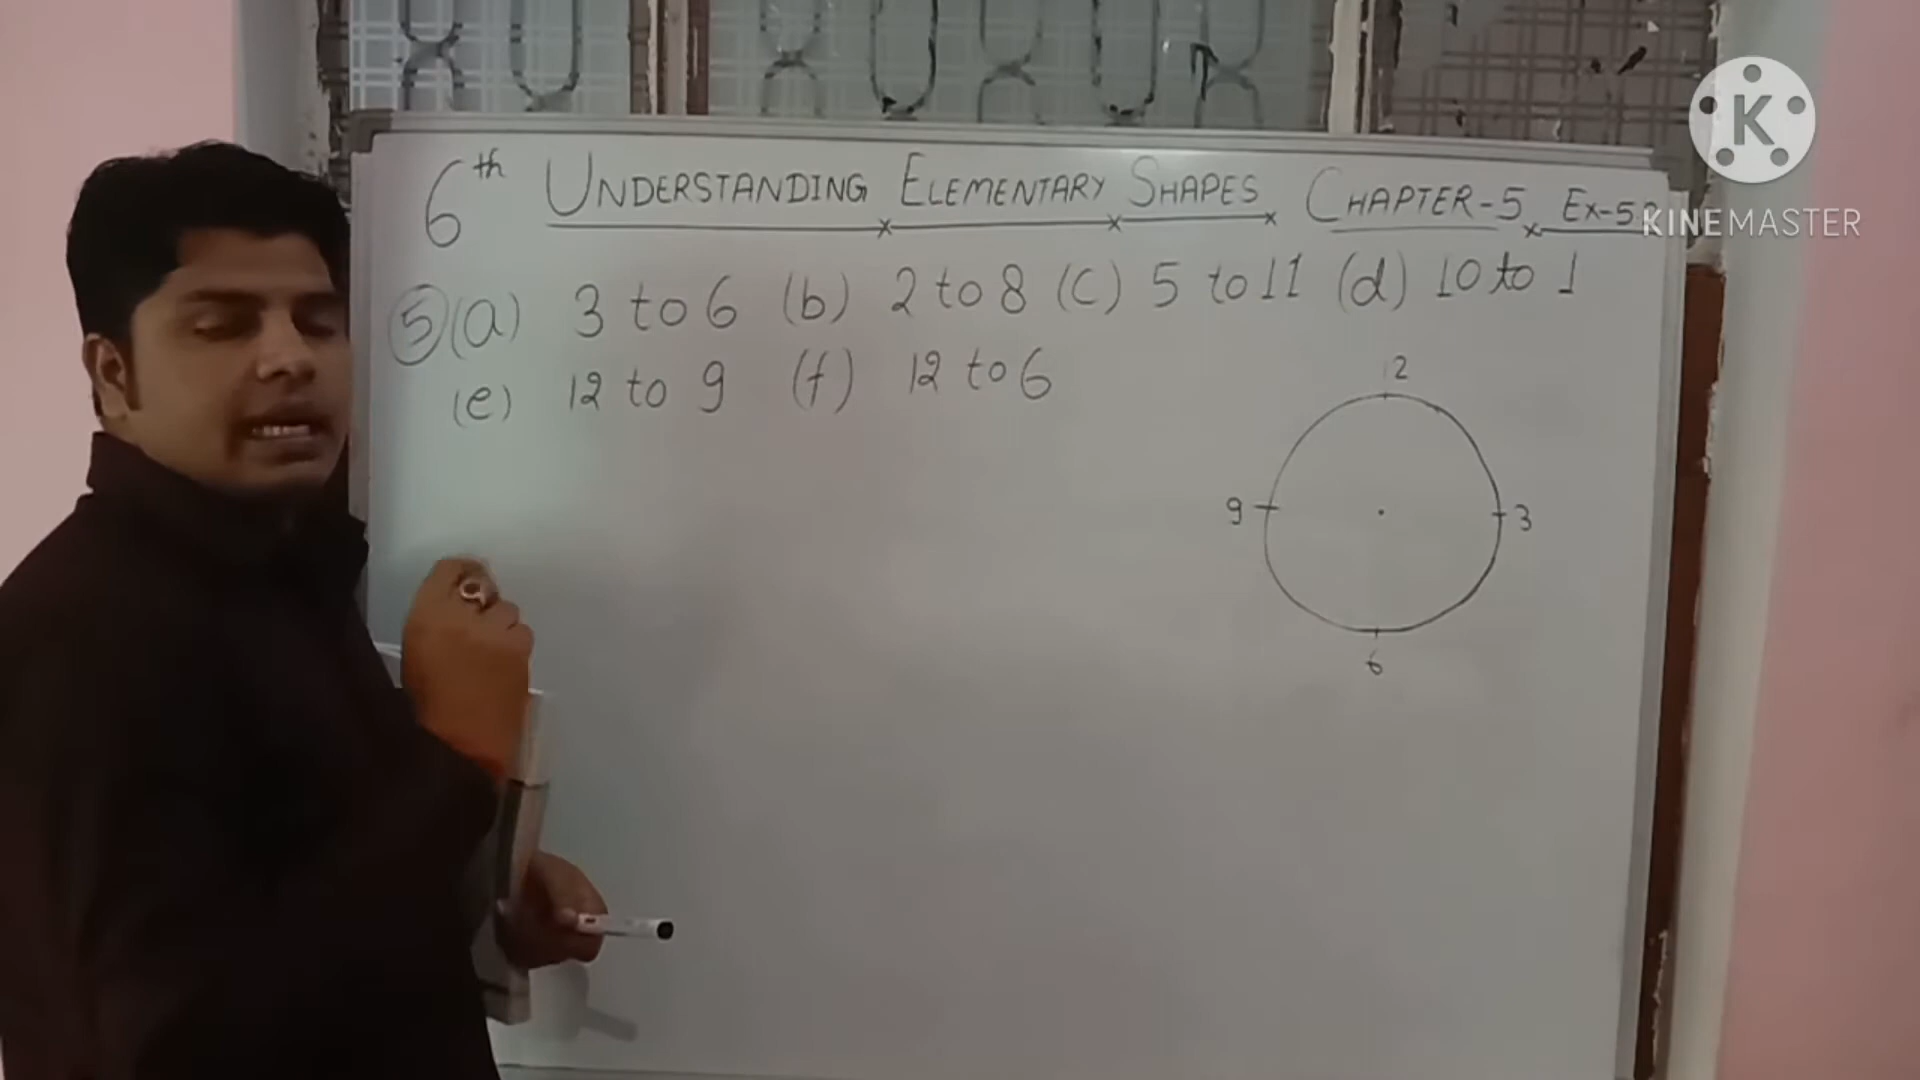 6th UNDERSTANDING ELEMENTARY SHAPES CHAPTER-5 Ex-5.2
K
KINEMASTER
5 (a) 3 to 6 (b) 2 to 8 (c) 5 to 11 (d) 10 to 1
(e) 12 to 9 (f) 12 to 6
12
9 3
6